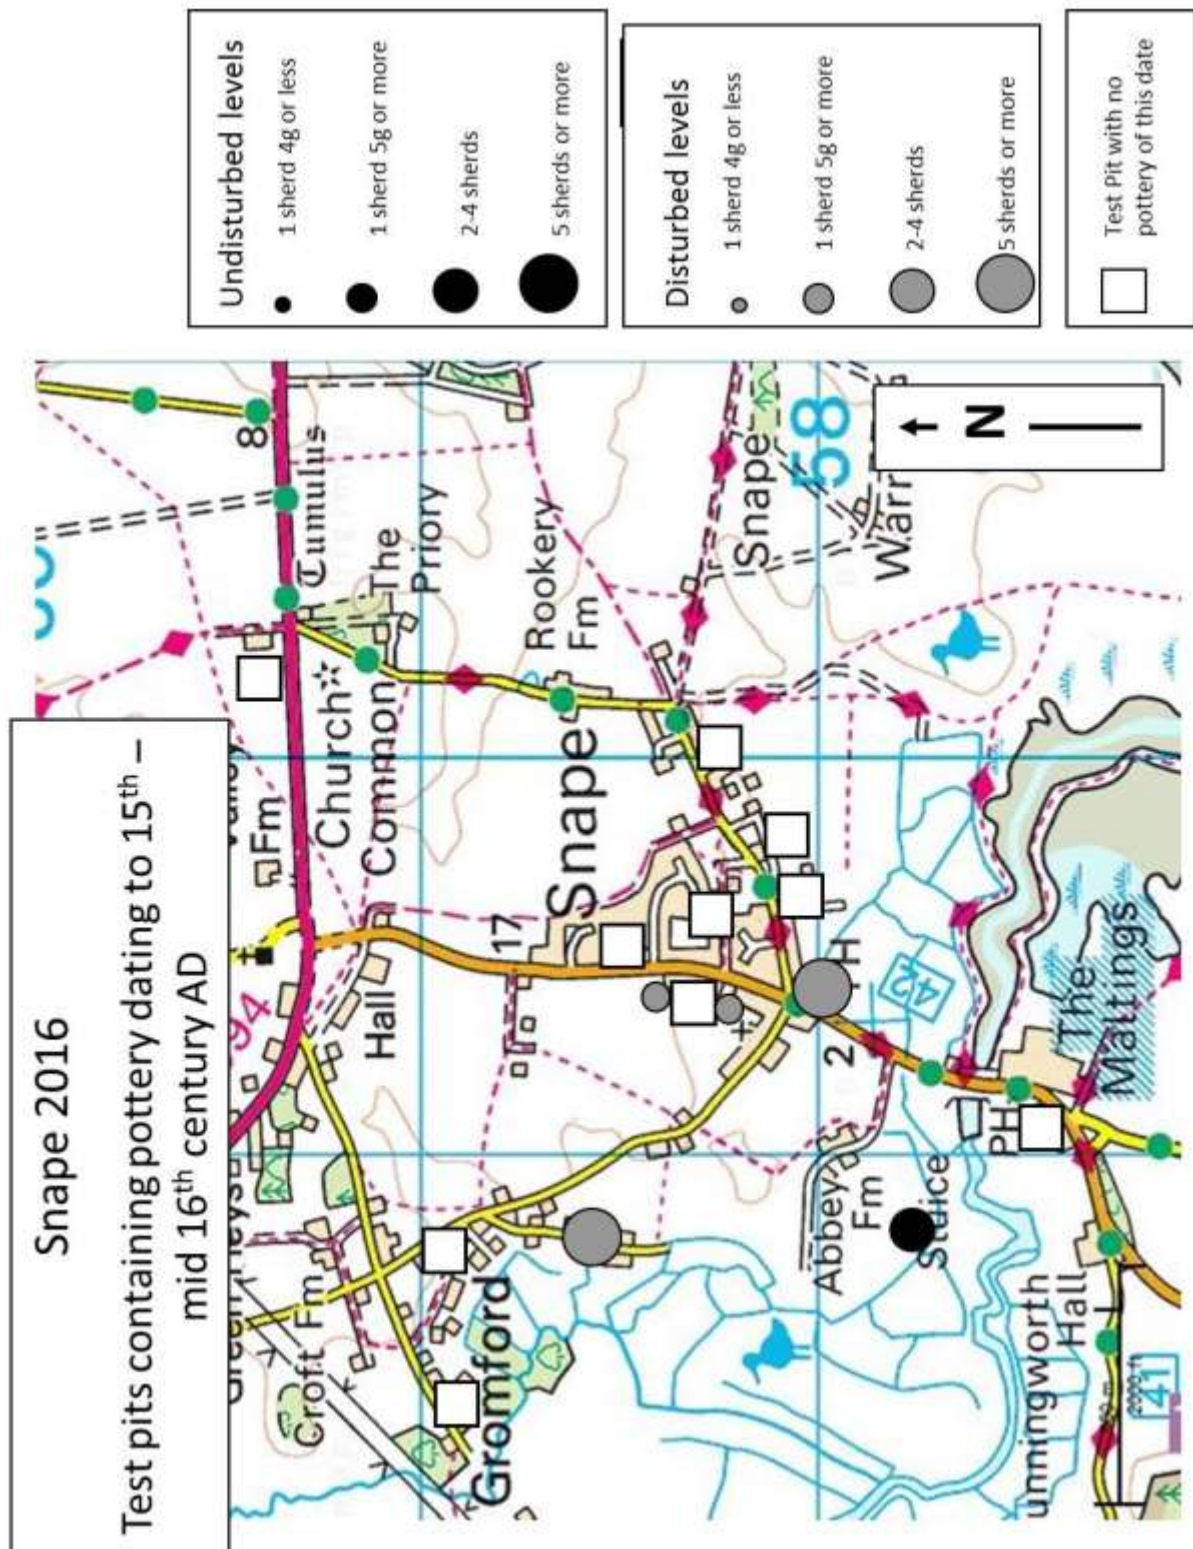 Snape 2016
Test pits containing pottery dating to 15th –
mid 16th century AD
Undisturbed levels
1 sherd 4g or less
1 sherd 5g or more
2-4 sherds
5 sherds or more
Disturbed levels
1 sherd 4g or less
1 sherd 5g or more
2-4 sherds
5 sherds or more
Test Pit with no
pottery of this date
N
Fm
94
Hall
Church
Common
Tumulus
8
The
Priory
Croft Fm
Gromford
17
Snape
Rookery
Fm
Snape
58
Abbey
Fm
Sluice
2
42
PH
The
Maltings
Hall
2000 ft
41